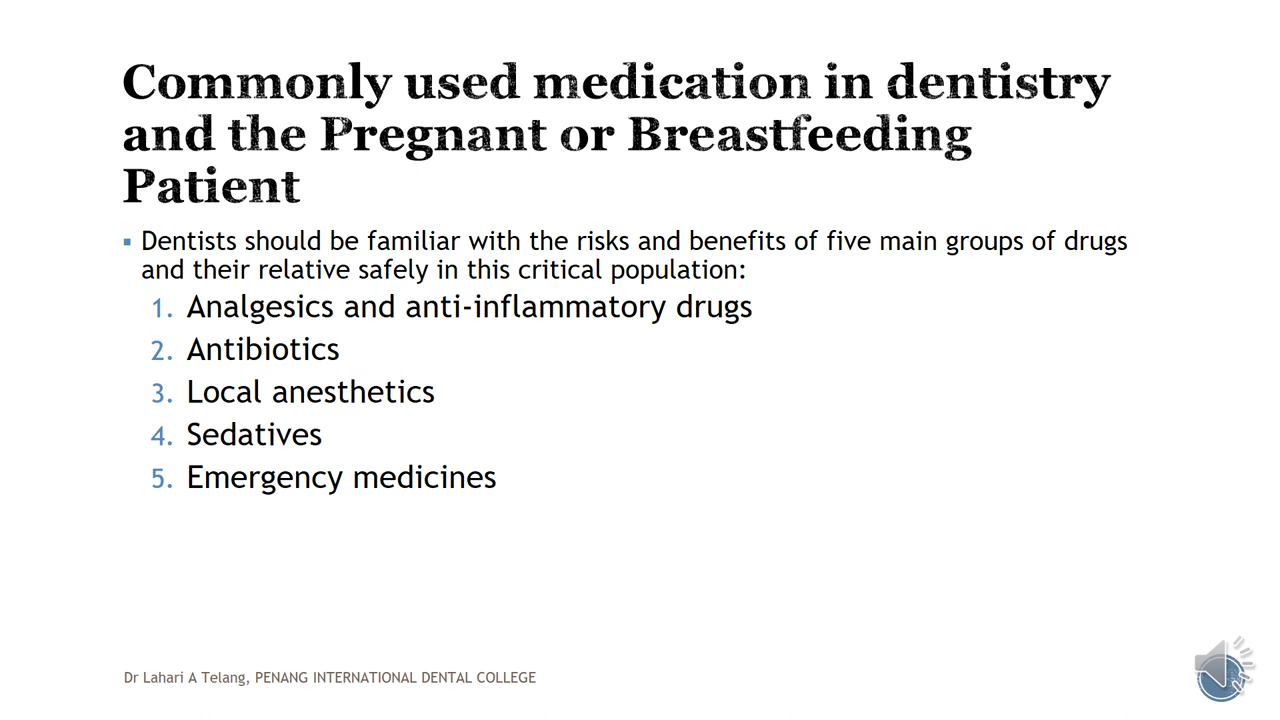 Commonly used medication in dentistry
and the Pregnant or Breastfeeding
Patient
▪ Dentists should be familiar with the risks and benefits of five main groups of drugs
and their relative safely in this critical population:
1. Analgesics and anti-inflammatory drugs
2. Antibiotics
3. Local anesthetics
4. Sedatives
5. Emergency medicines
Dr Lahari A Telang, PENANG INTERNATIONAL DENTAL COLLEGE